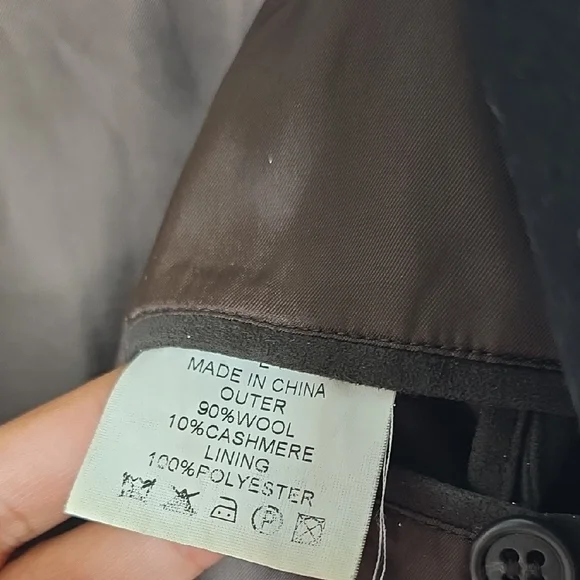 L
MADE IN CHINA
OUTER
90%WOOL
10%CASHMERE
LINING
100%POLYESTER
P